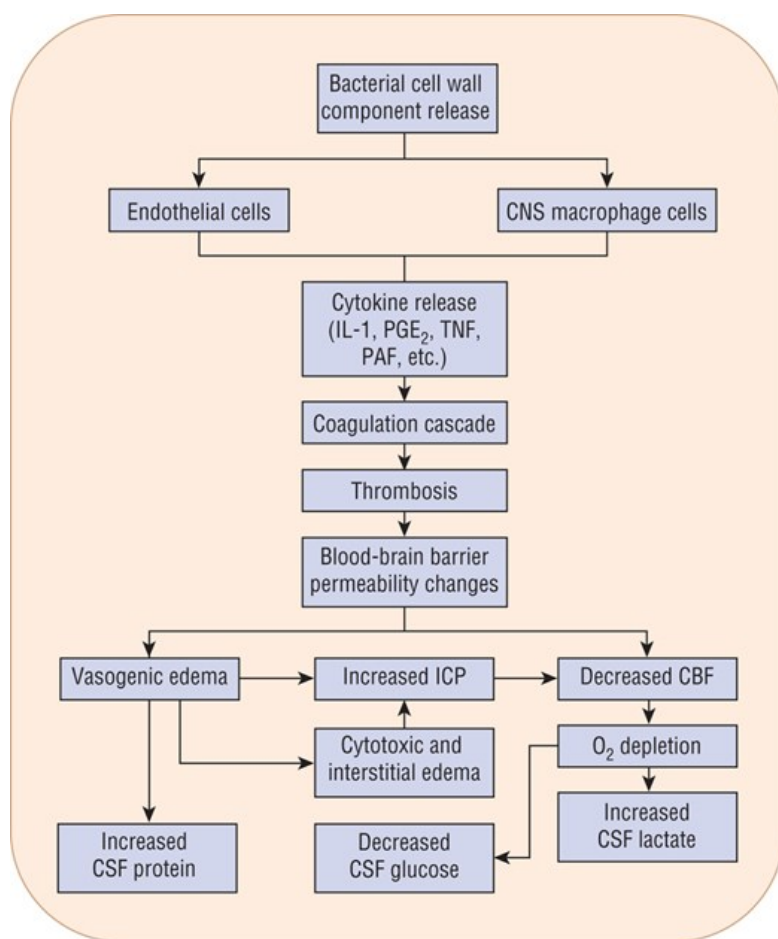 Bacterial cell wall
component release
Endothelial cells
CNS macrophage cells
Cytokine release
(IL-1, PGE₂, TNF,
PAF, etc.)
Coagulation cascade
Thrombosis
Blood-brain barrier
permeability changes
Vasogenic edema
Increased ICP
Decreased CBF
Cytotoxic and
interstitial edema
O₂ depletion
Increased
CSF protein
Decreased
CSF glucose
Increased
CSF lactate